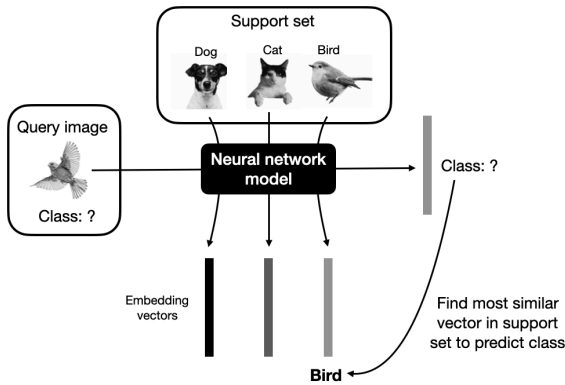 Support set
Dog
Cat
Bird
Query image
Class: ?
Neural network
model
Class: ?
Embedding
vectors
Find most similar
vector in support
set to predict class
Bird